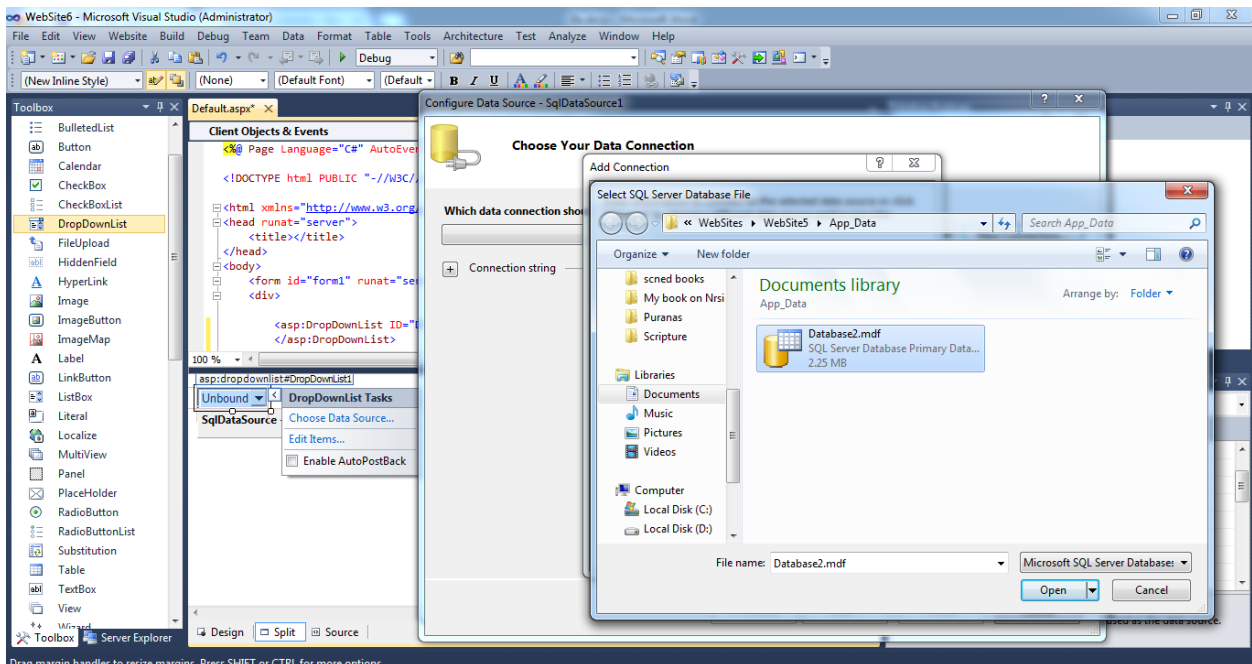 WebSite6 - Microsoft Visual Studio (Administrator)
File Edit View Website Build Debug Team Data Format Table Tools Architecture Test Analyze Window Help
Debug
(New Inline Style) (None) (Default Font) (Default B I U A
Toolbox
BulletedList
Button
Calendar
CheckBox
CheckBoxList
DropDownList
FileUpload
HiddenField
HyperLink
Image
ImageButton
ImageMap
Label
LinkButton
ListBox
Literal
Localize
MultiView
Panel
PlaceHolder
RadioButton
RadioButtonList
Substitution
Table
TextBox
View
Wizard
Toolbox Server Explorer
Default.aspx*
Client Objects & Events
<%@ Page Language="C#" AutoEver
<!DOCTYPE html PUBLIC "-//W3C/
<html xmlns="http://www.w3.org
<head runat="server">
<title></title>
</head>
<body>
<form id="form1" runat="ser
<div>
<asp:DropDownList ID="
</asp:DropDownList>
100 %
asp:dropdownlist#DropDownList1
Unbound
SqlDataSource
DropDownList Tasks
Choose Data Source...
Edit Items...
Enable AutoPostBack
Design Split Source
Configure Data Source - SqlDataSource1
Choose Your Data Connection
Which data connection sho
Connection string
Add Connection
Select SQL Server Database File
« WebSites WebSite5 App_Data
Search App_Data
Organize New folder
scned books
My book on Nrsi
Puranas
Scripture
Libraries
Documents
Music
Pictures
Videos
Computer
Local Disk (C:)
Local Disk (D:)
Documents library
App_Data
Arrange by: Folder
Database2.mdf
SQL Server Database Primary Data...
2.25 MB
File name: Database2.mdf
Microsoft SQL Server Databases
Open Cancel
used as the data source.
Drag margin handles to resize margins. Press SHIFT or CTRL for more options.